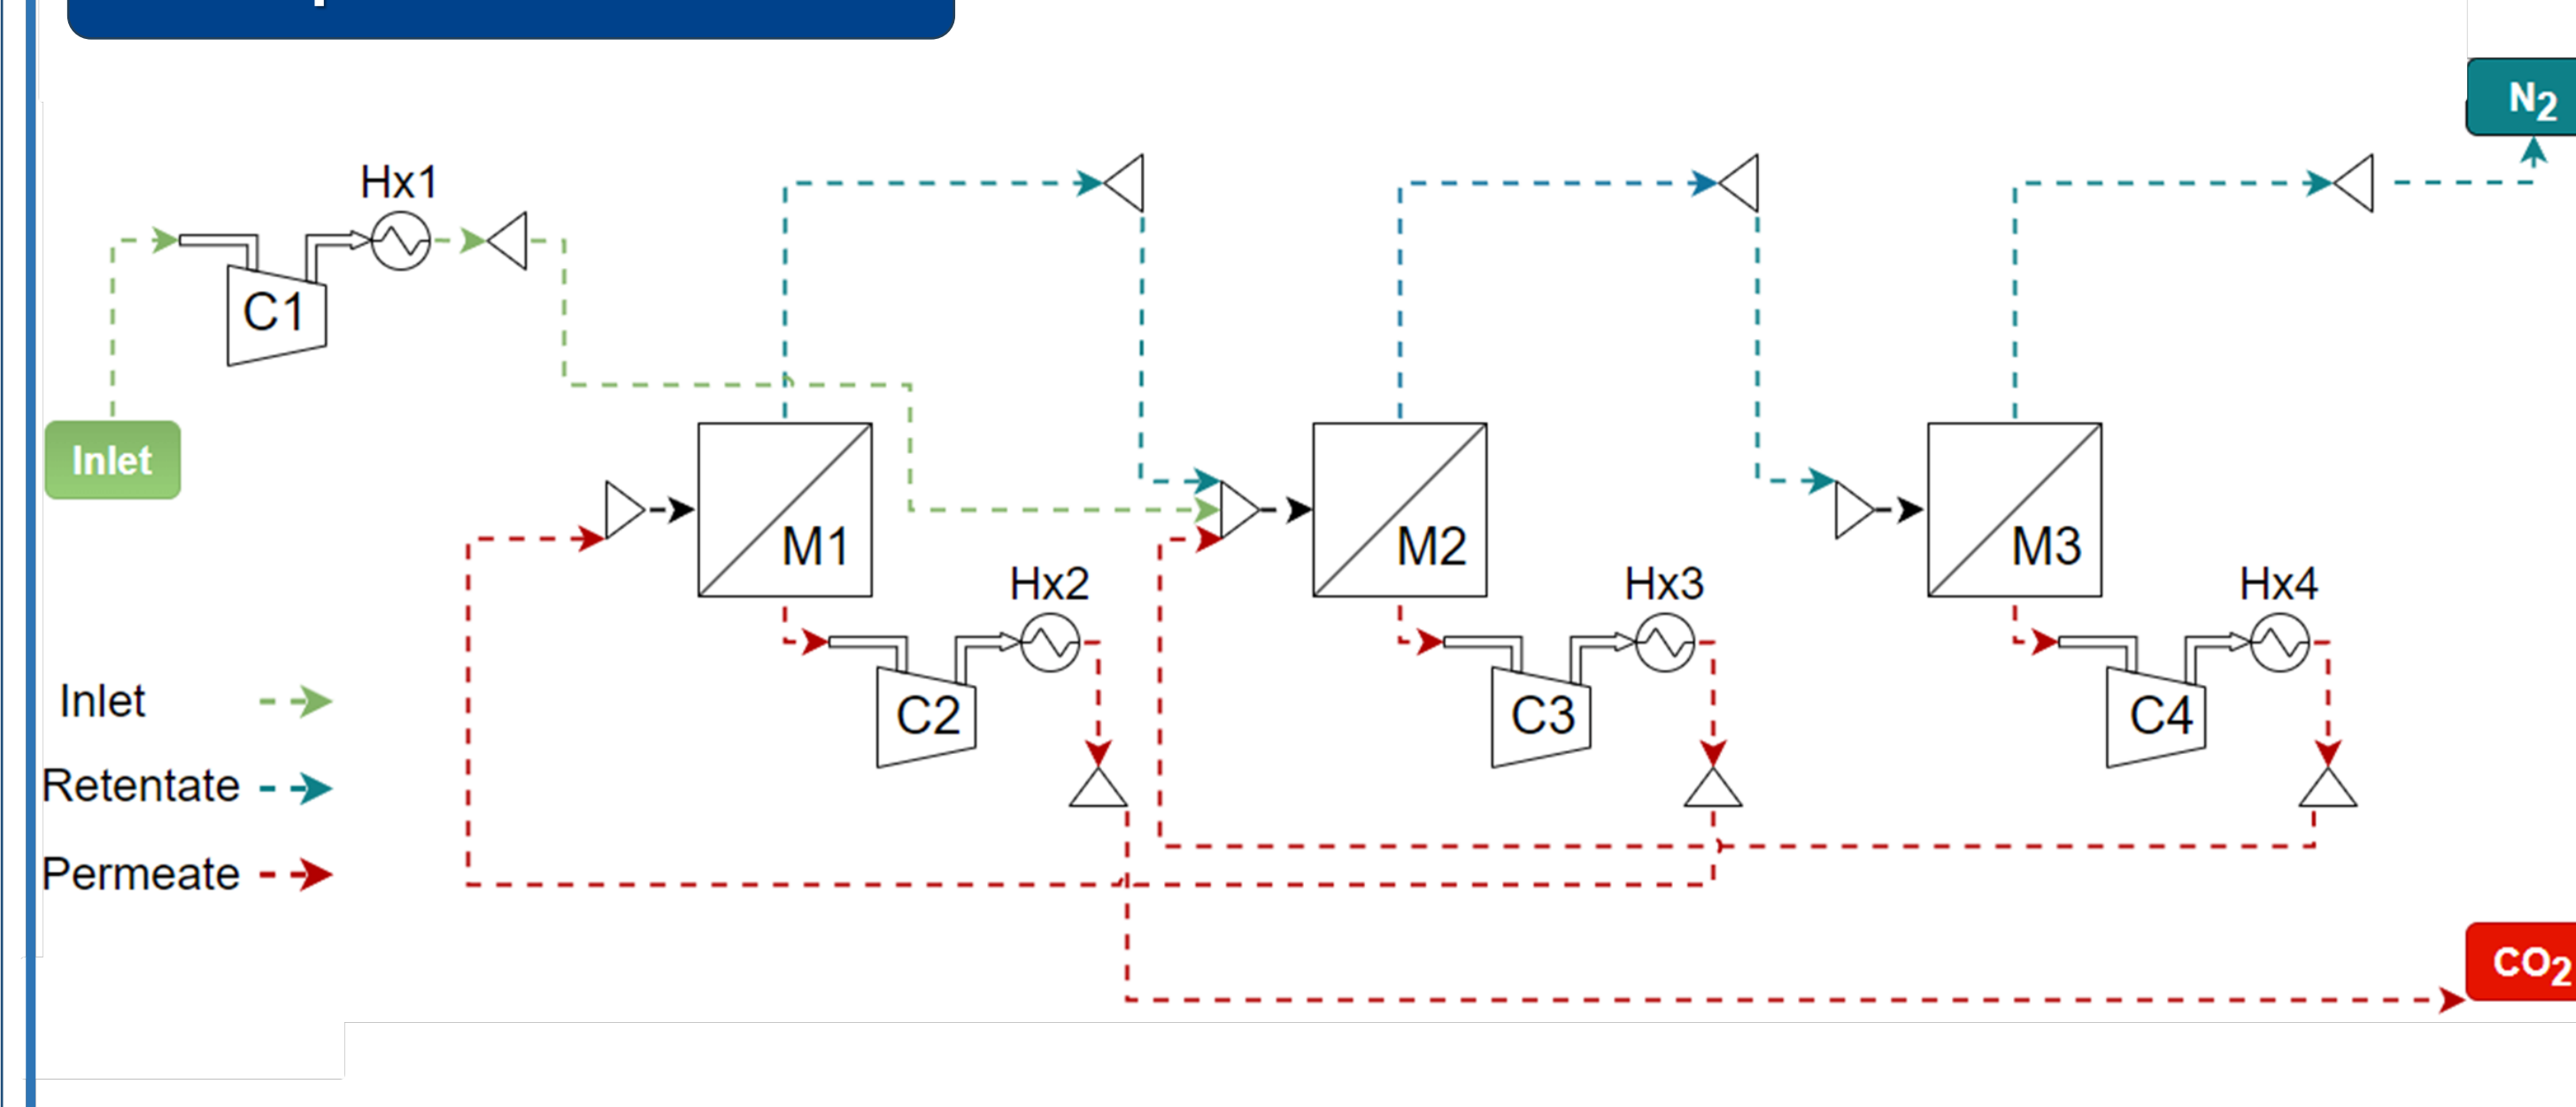 N2
Hx1
C1
Inlet
M1
M2
M3
Hx2
Hx3
Hx4
C2
C3
C4
Inlet
Retentate
Permeate
CO2